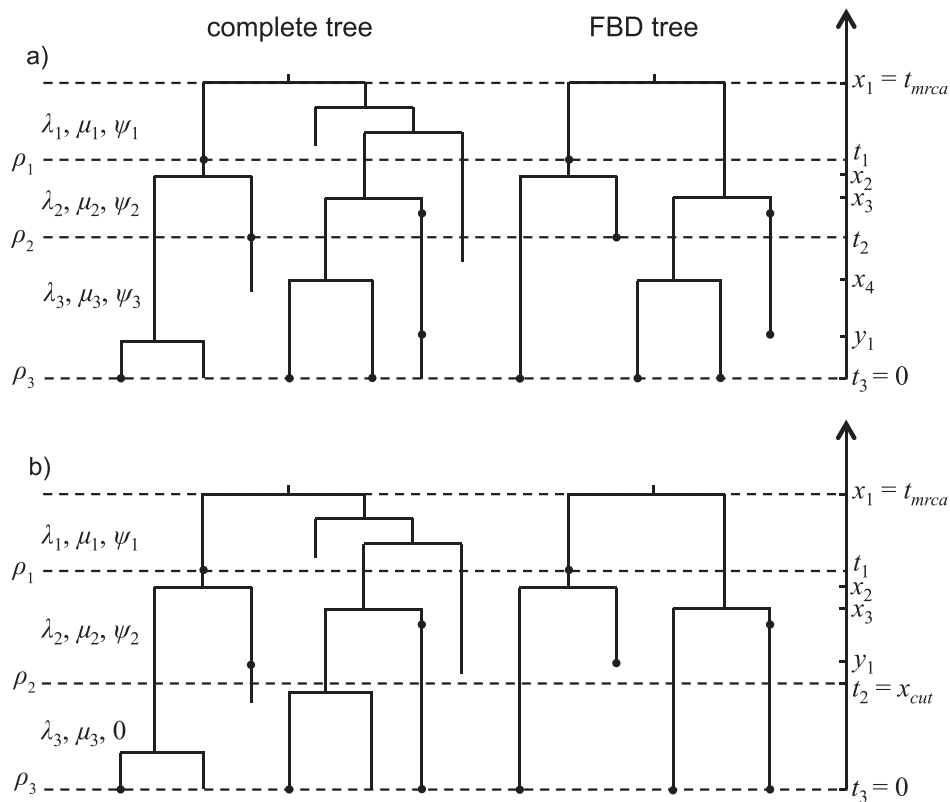 complete tree FBD tree
a)
x₁ = tₘᵣcₐ
λ₁, μ₁, ψ₁
ρ₁
t₁
x₂
λ₂, μ₂, ψ₂
x₃
ρ₂
t₂
λ₃, μ₃, ψ₃
x₄
y₁
ρ₃
t₃ = 0
b)
x₁ = tₘᵣcₐ
λ₁, μ₁, ψ₁
ρ₁
t₁
x₂
x₃
λ₂, μ₂, ψ₂
y₁
ρ₂
t₂ = x_cut
λ₃, μ₃, 0
ρ₃
t₃ = 0